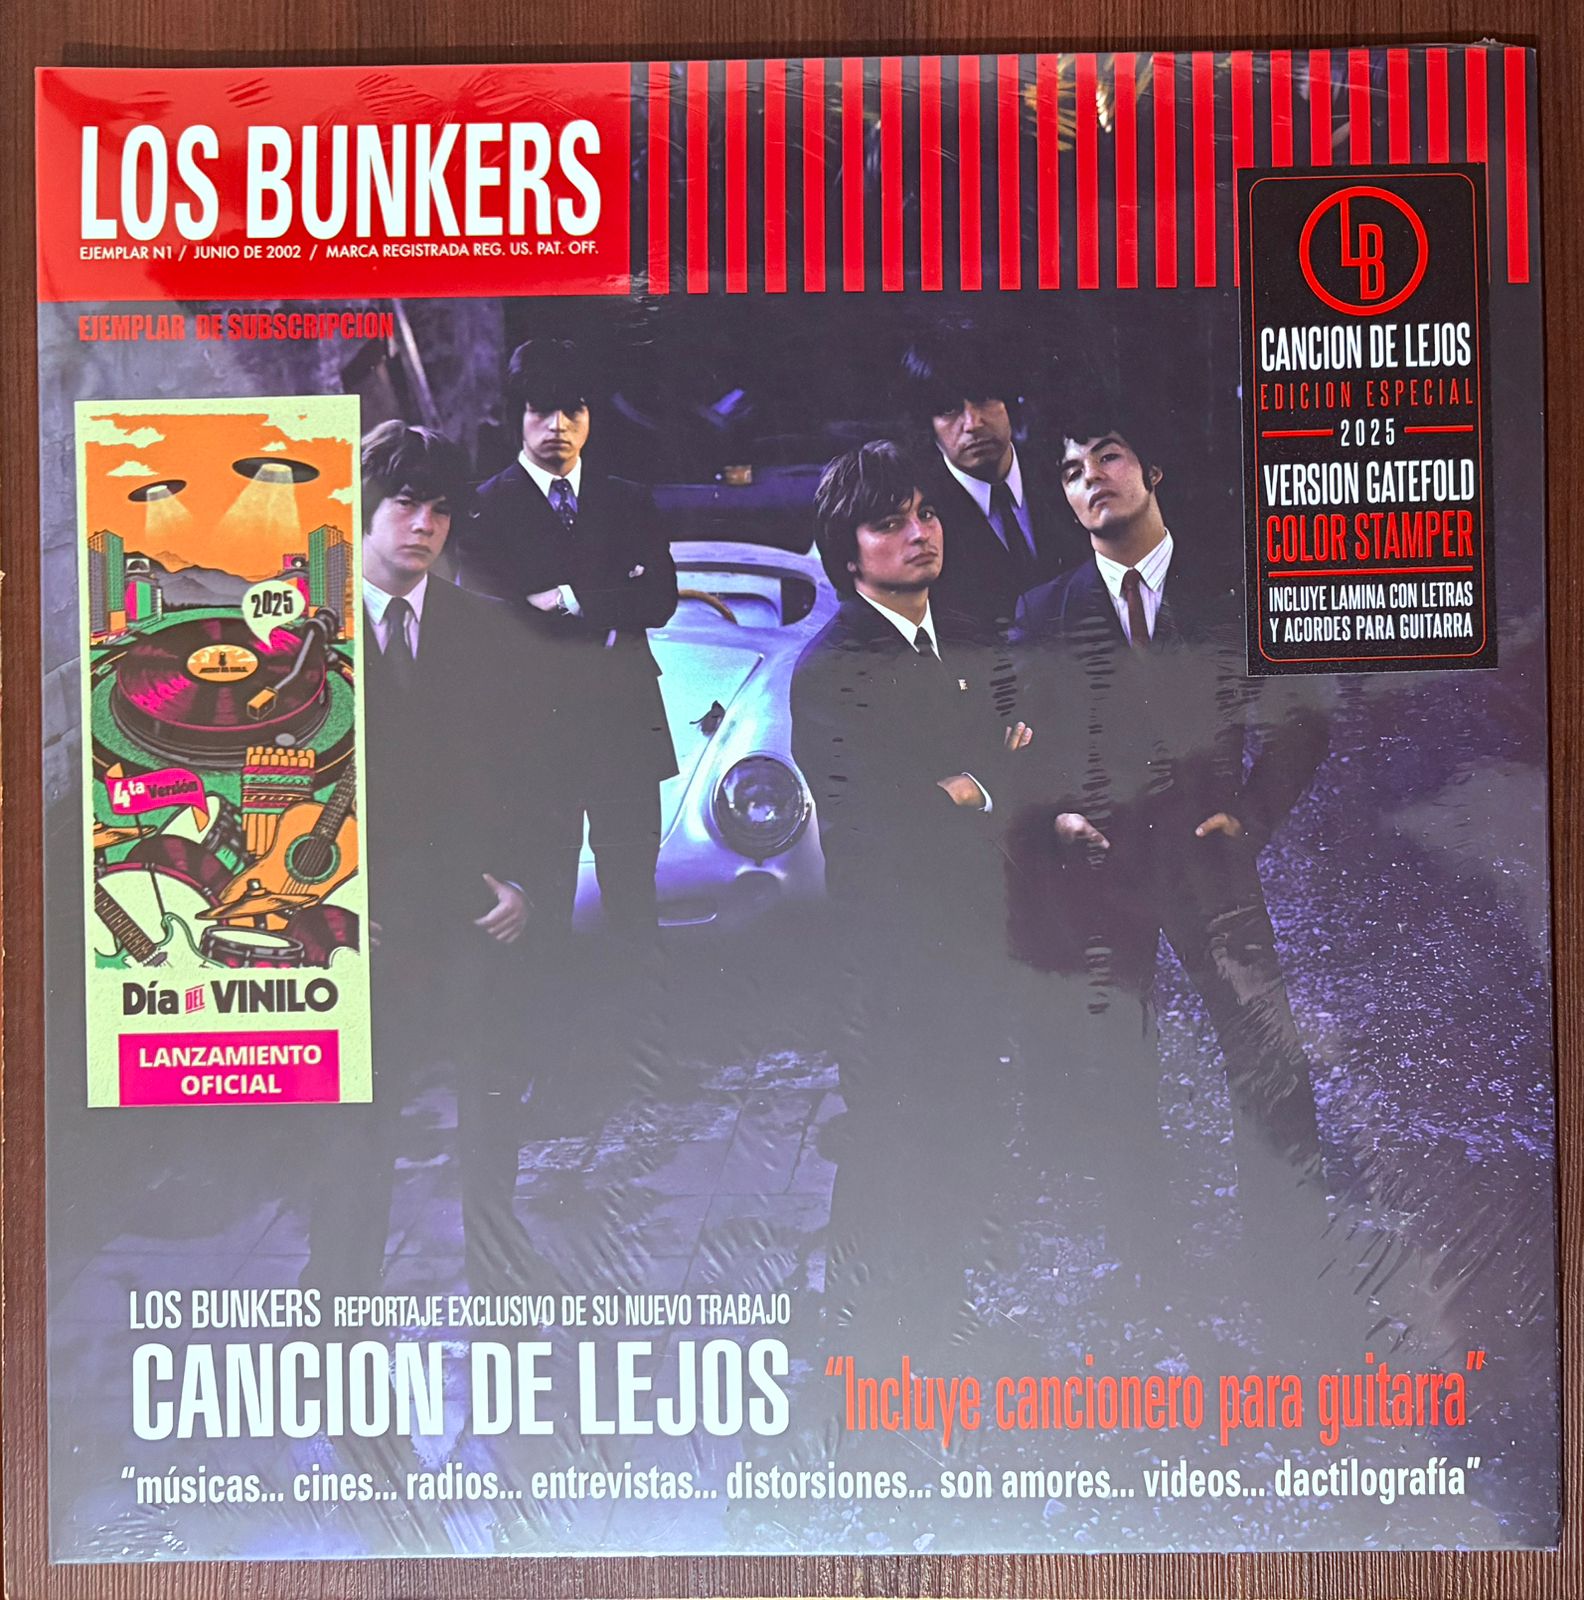 LOS BUNKERS
EJEMPLAR N1 / JUNIO DE 2002 / MARCA REGISTRADA REG. US. PAT. OFF.
EJEMPLAR DE SUBSCRIPCION
LB
CANCION DE LEJOS
EDICION ESPECIAL
2025
VERSION GATEFOLD
COLOR STAMPER
INCLUYE LAMINA CON LETRAS
Y ACORDES PARA GUITARRA
2025
4ta Versión
Día DEL VINILO
LANZAMIENTO
OFICIAL
LOS BUNKERS REPORTAJE EXCLUSIVO DE SU NUEVO TRABAJO
CANCION DE LEJOS
“Incluye cancionero para guitarra”
“músicas... cines... radios... entrevistas... distorsiones... son amores... videos... dactilografía”